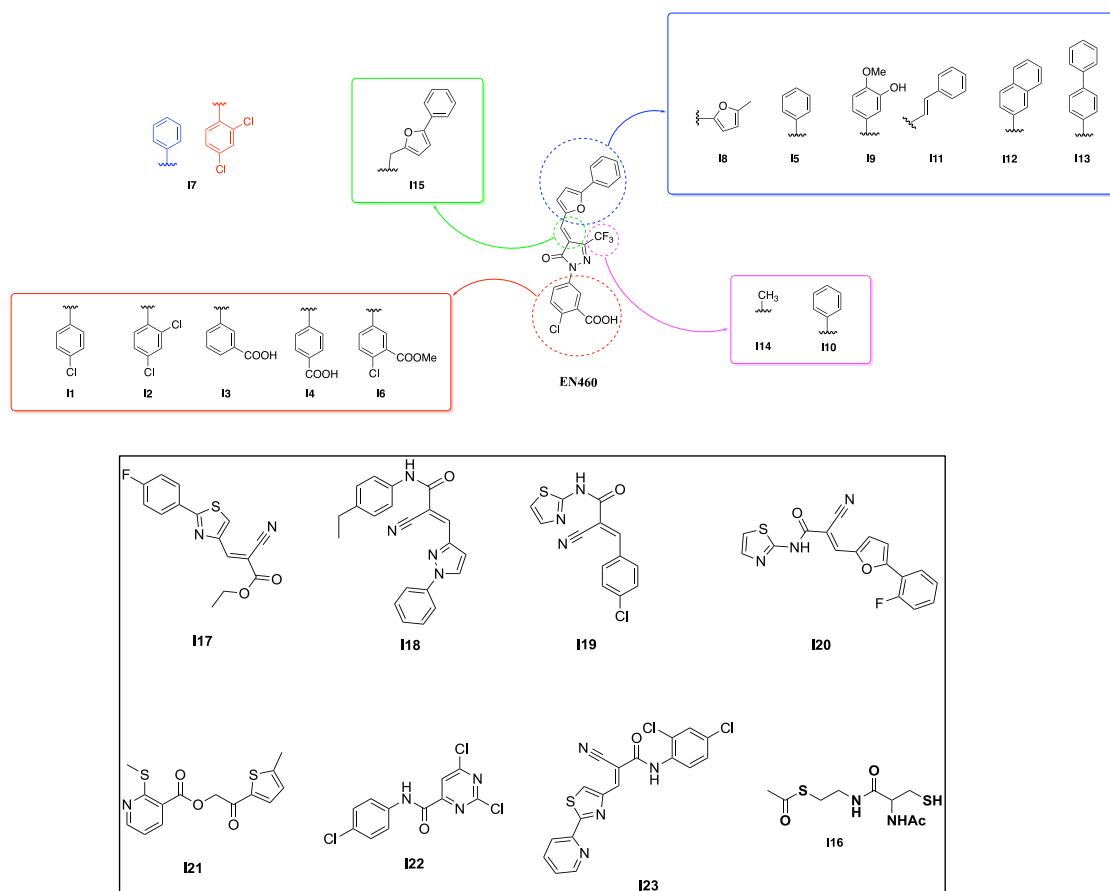 O
I15
Cl
Cl
I7
O
I8
I5
OMe
OH
I9
I11
I12
I13
O
CF₃
O
N
N
Cl
COOH
EN460
Cl
I1
Cl
Cl
I2
COOH
I3
COOH
I4
COOMe
Cl
I6
CH₃
I14
I10
F
S
N
N
O
O
I17
H
N
O
N
N
N
I18
S
H
N
O
N
N
Cl
I19
S
N
NH
O
N
O
F
I20
S
N
O
O
O
S
I21
Cl
H
N
N
N
Cl
O
Cl
I22
Cl
Cl
O
N
N
H
S
N
N
I23
O
S
H
N
SH
O
NHAc
I16